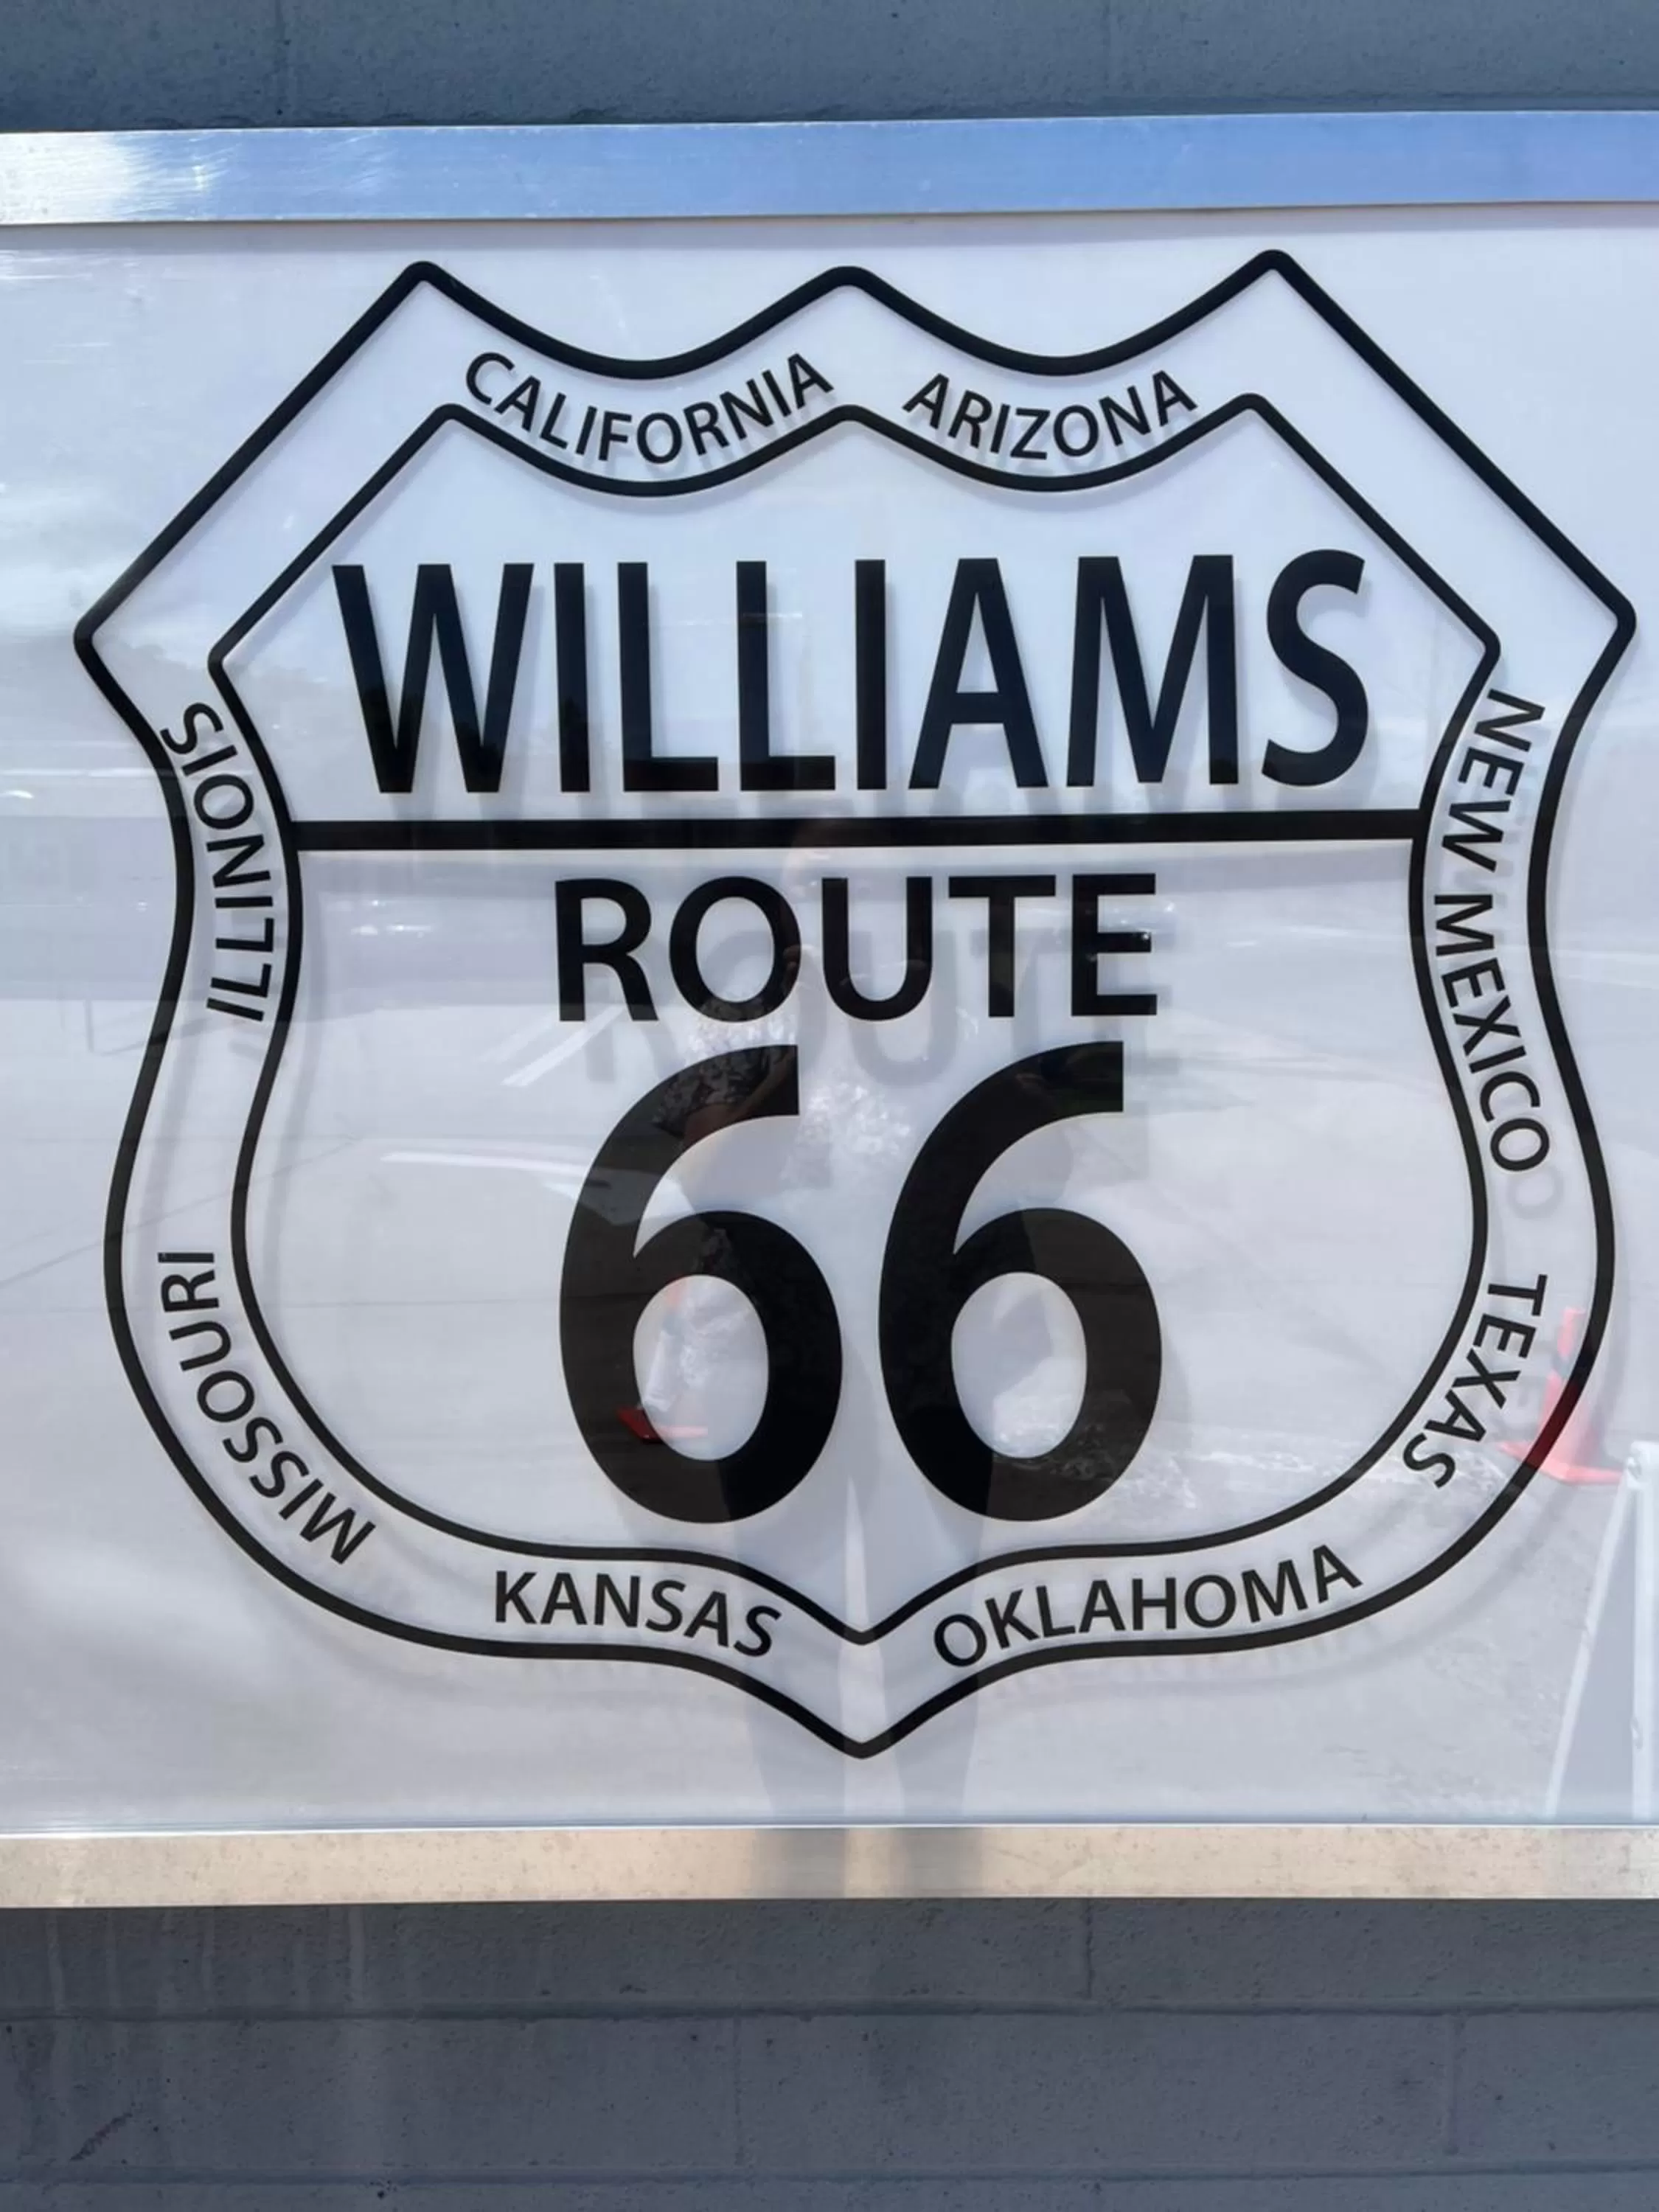 CALIFORNIA ARIZONA
WILLIAMS
ROUTE
66
NEW MEXICO
TEXAS
OKLAHOMA
KANSAS
MISSOURI
ILLINOIS